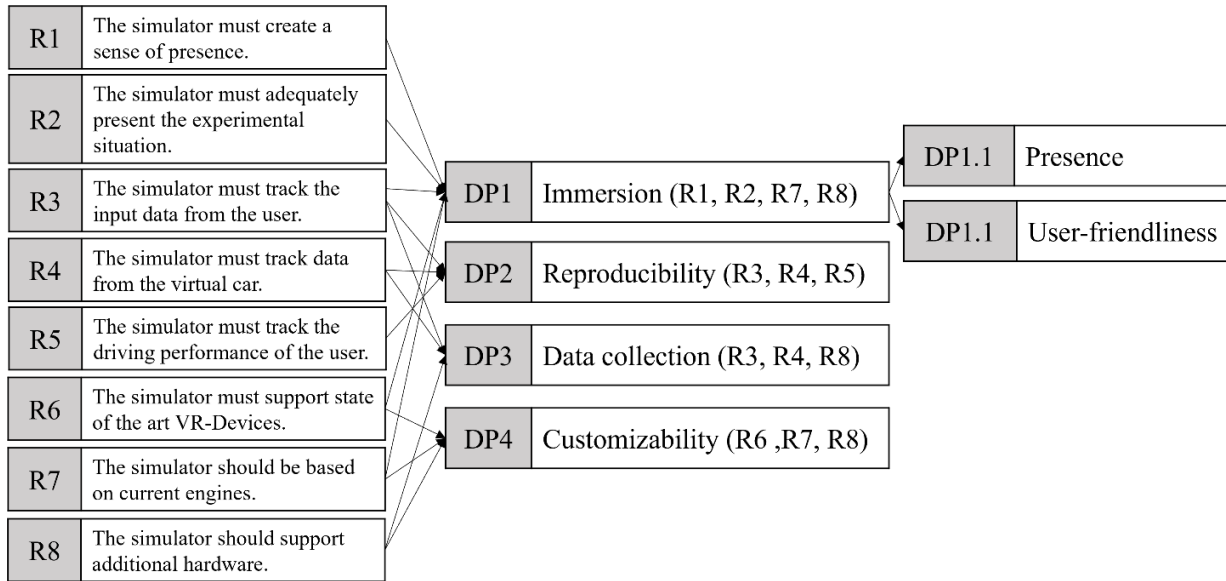 R1
The simulator must create a
sense of presence.
R2
The simulator must adequately
present the experimental
situation.
R3
The simulator must track the
input data from the user.
R4
The simulator must track data
from the virtual car.
R5
The simulator must track the
driving performance of the user.
R6
The simulator must support state
of the art VR-Devices.
R7
The simulator should be based
on current engines.
R8
The simulator should support
additional hardware.
DP1 Immersion (R1, R2, R7, R8)
DP2 Reproducibility (R3, R4, R5)
DP3 Data collection (R3, R4, R8)
DP4 Customizability (R6 ,R7, R8)
DP1.1 Presence
DP1.1 User-friendliness